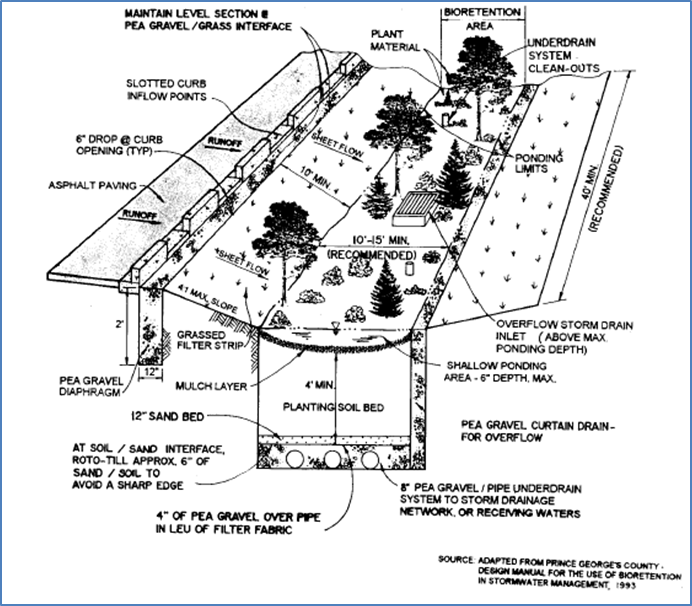 MAINTAIN LEVEL SECTION @
PEA GRAVEL/GRASS INTERFACE
BIORETENTION
AREA
PLANT
MATERIAL
UNDERDRAIN
SYSTEM
CLEAN-OUTS
SLOTTED CURB
INFLOW POINTS
6" DROP @ CURB
OPENING (TYP)
RUNOFF
SHEET FLOW
PONDING
LIMITS
ASPHALT PAVING
10' MIN.
40' MIN.
(RECOMMENDED)
RUNOFF
10'-15' MIN.
(RECOMMENDED)
SHEET FLOW
4:1 MAX. SLOPE
2'
GRASSED
FILTER STRIP
OVERFLOW STORM DRAIN
INLET (ABOVE MAX.
PONDING DEPTH)
12"
PEA GRAVEL
DIAPHRAGM
MULCH LAYER
4' MIN.
PLANTING SOIL BED
SHALLOW PONDING
AREA - 6" DEPTH, MAX.
12" SAND BED
PEA GRAVEL CURTAIN DRAIN-
FOR OVERFLOW
AT SOIL / SAND INTERFACE,
ROTO-TILL APPROX. 6" OF
SAND / SOIL TO
AVOID A SHARP EDGE
8" PEA GRAVEL / PIPE UNDERDRAIN
SYSTEM TO STORM DRAINAGE
NETWORK, OR RECEIVING WATERS
4" OF PEA GRAVEL OVER PIPE
IN LEU OF FILTER FABRIC
SOURCE: ADAPTED FROM PRINCE GEORGE'S COUNTY -
DESIGN MANUAL FOR THE USE OF BIORETENTION
IN STORMWATER MANAGEMENT, 1993